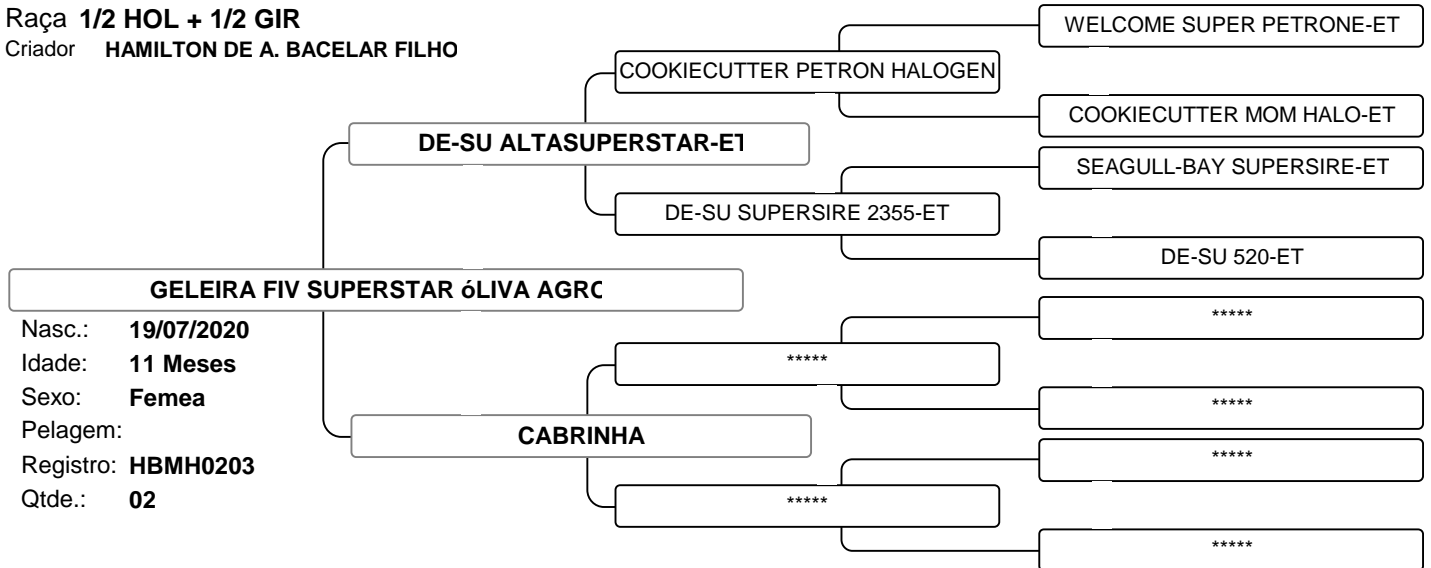 Raça 1/2 HOL + 1/2 GIR
Criador HAMILTON DE A. BACELAR FILHO
WELCOME SUPER PETRONE-ET
COOKIECUTTER PETRON HALOGEN
COOKIECUTTER MOM HALO-ET
DE-SU ALTASUPERSTAR-ET
SEAGULL-BAY SUPERSIRE-ET
DE-SU SUPERSIRE 2355-ET
DE-SU 520-ET
GELEIRA FIV SUPERSTAR óLIVA AGRO
Nasc.: 19/07/2020
Idade: 11 Meses
Sexo: Femea
Pelagem:
Registro: HBMH0203
Qtde.: 02
*****
*****
*****
CABRINHA
*****
*****
*****